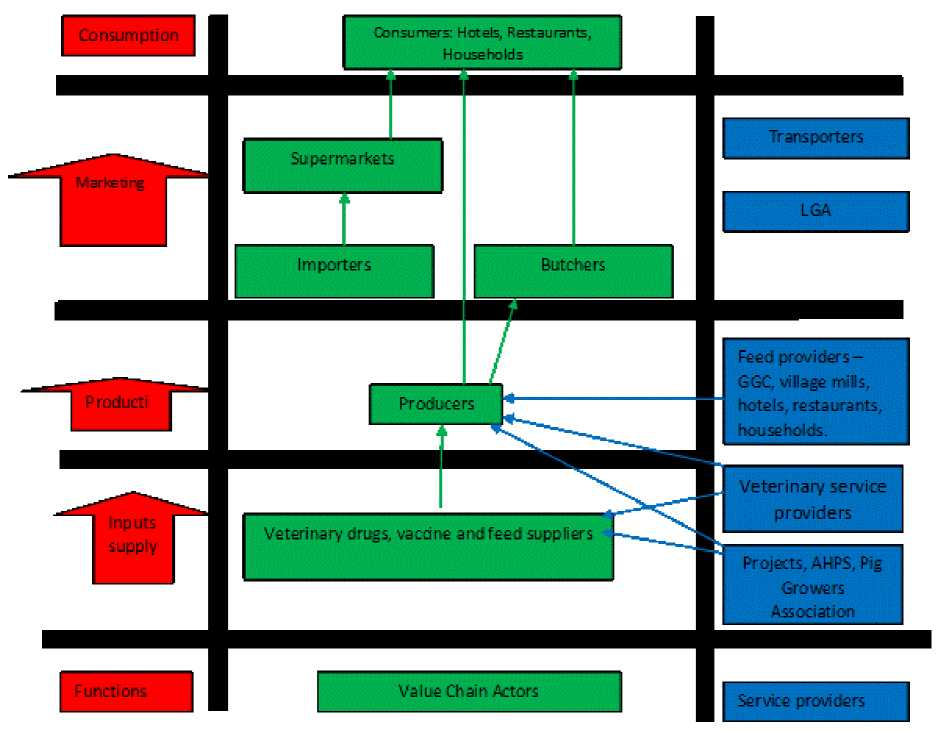 Consumption
Consumers: Hotels, Restaurants,
Households
Transporters
Supermarkets
Marketing
LGA
Importers
Butchers
Feed providers –
GGC, village mills,
hotels, restaurants,
households.
Producti
Producers
Veterinary service
providers
Inputs
supply
Veterinary drugs, vaccine and feed suppliers
Projects, AHPS, Pig
Growers
Association
Functions
Value Chain Actors
Service providers